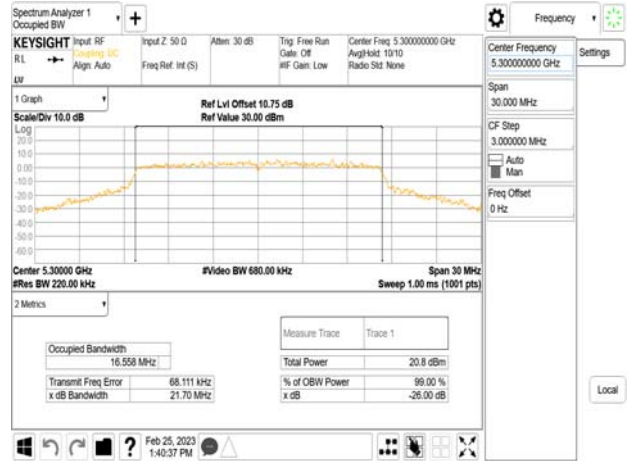 Spectrum Analyzer 1
Occupied BW
+
Frequency
KEYSIGHT
Input: RF
Input Z: 50 Ω
Atten: 30 dB
Trig: Free Run
Center Freq: 5.300000000 GHz
RL
Coupling: DC
Gate: Off
Avg|Hold: 10/10
Align: Auto
Freq Ref: Int (S)
#IF Gain: Low
Radio Std: None
LXI
Center Frequency
5.300000000 GHz
Settings
Span
30.000 MHz
CF Step
3.000000 MHz
Auto
Man
Freq Offset
0 Hz
1 Graph
Ref Lvl Offset 10.75 dB
Scale/Div 10.0 dB
Ref Value 30.00 dBm
Log
20.0
10.0
0.00
-10.0
-20.0
-30.0
-40.0
-50.0
-60.0
Center 5.30000 GHz
#Video BW 680.00 kHz
Span 30 MHz
#Res BW 220.00 kHz
Sweep 1.00 ms (1001 pts)
2 Metrics
Measure Trace
Trace 1
Occupied Bandwidth
16.558 MHz
Total Power
20.8 dBm
Transmit Freq Error
68.111 kHz
% of OBW Power
99.00 %
x dB Bandwidth
21.70 MHz
x dB
-26.00 dB
Local
?
Feb 25, 2023
1:40:37 PM